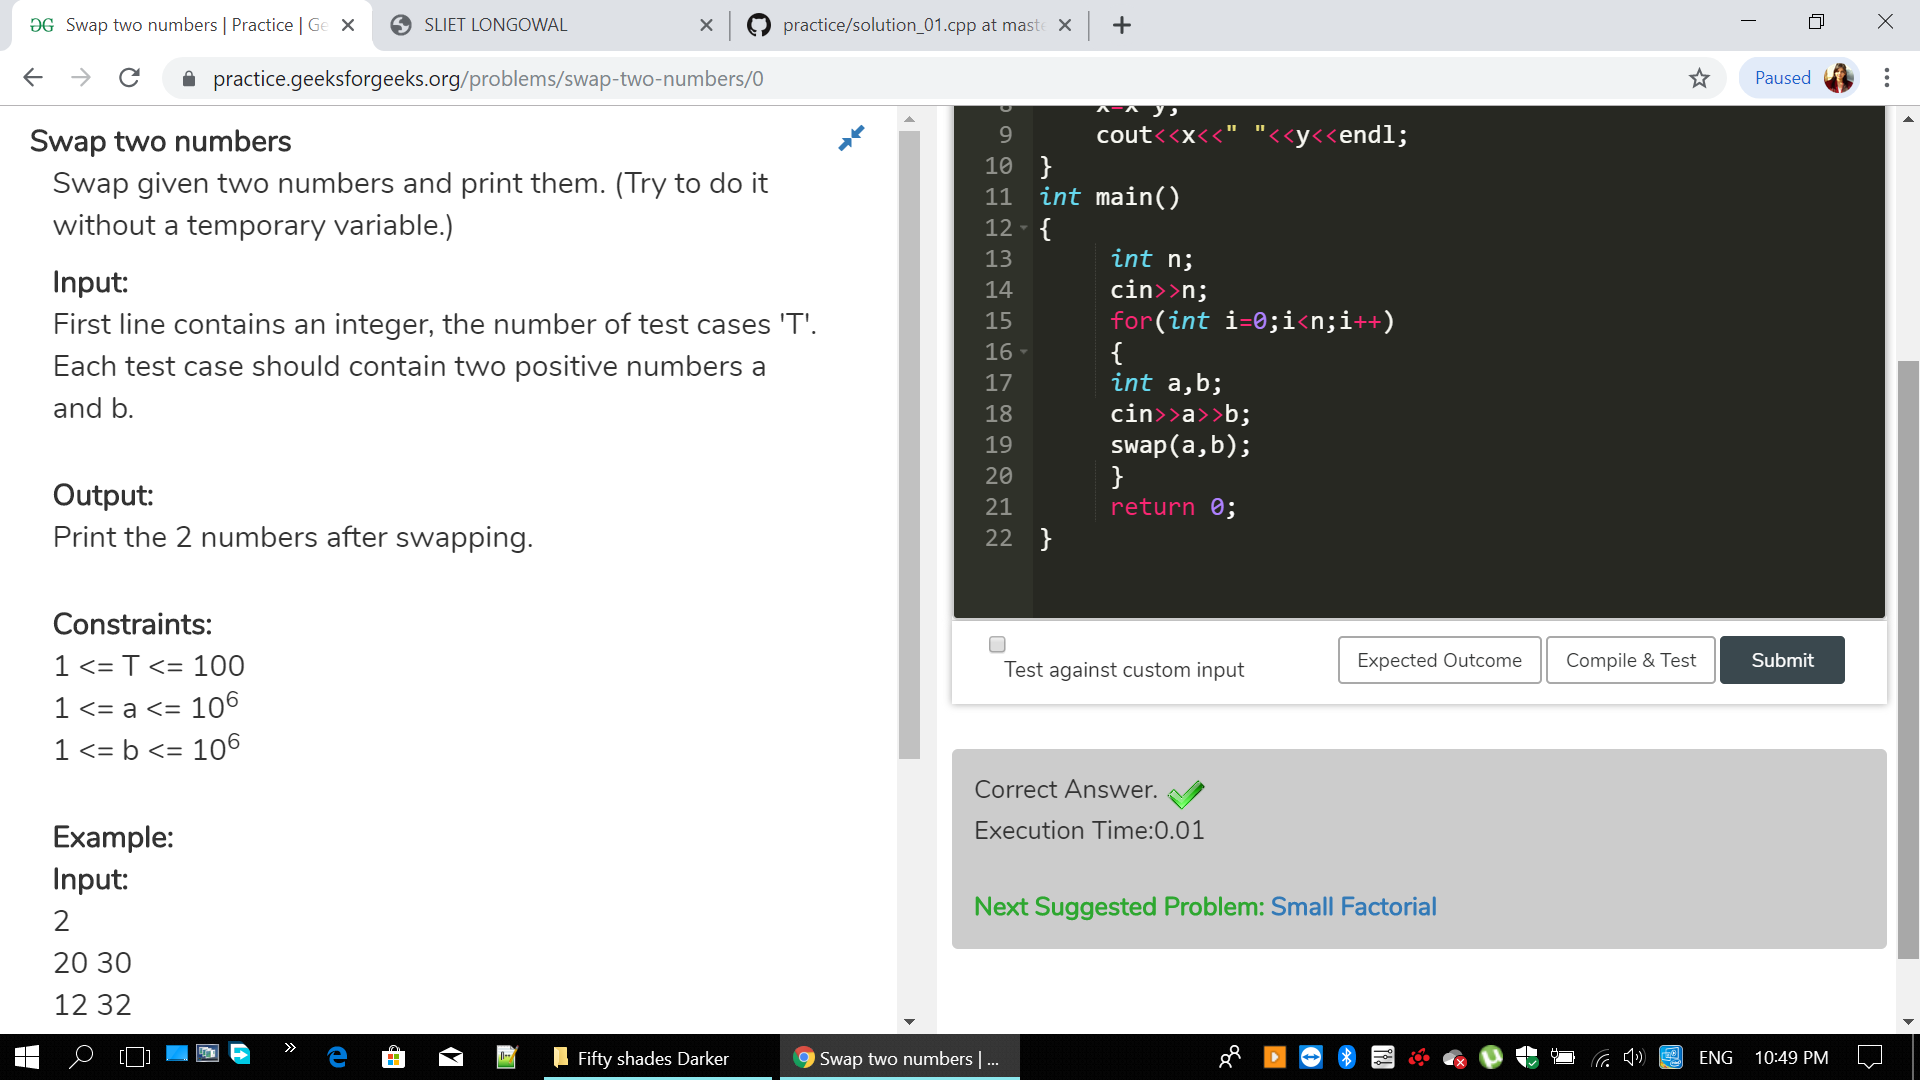 Swap two numbers | Practice | Ge
SLIET LONGOWAL
practice/solution_01.cpp at maste
practice.geeksforgeeks.org/problems/swap-two-numbers/0
Paused
Swap two numbers
Swap given two numbers and print them. (Try to do it
without a temporary variable.)
Input:
First line contains an integer, the number of test cases 'T'.
Each test case should contain two positive numbers a
and b.
Output:
Print the 2 numbers after swapping.
Constraints:
1 <= T <= 100
1 <= a <= 10⁶
1 <= b <= 10⁶
Example:
Input:
2
20 30
12 32
9 cout<<x<<" "<<y<<endl;
10 }
11 int main()
12 {
13 int n;
14 cin>>n;
15 for(int i=0;i<n;i++)
16 {
17 int a,b;
18 cin>>a>>b;
19 swap(a,b);
20 }
21 return 0;
22 }
Test against custom input
Expected Outcome
Compile & Test
Submit
Correct Answer.
Execution Time:0.01
Next Suggested Problem: Small Factorial
Fifty shades Darker
Swap two numbers | ...
ENG
10:49 PM